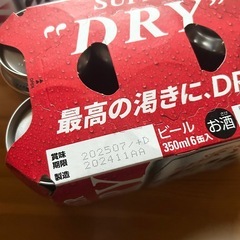 "DRY"
最高の渇きに、DR
ビール
350ml 6缶入
お酒
賞味
期限
製造
202507/+D
202411AA